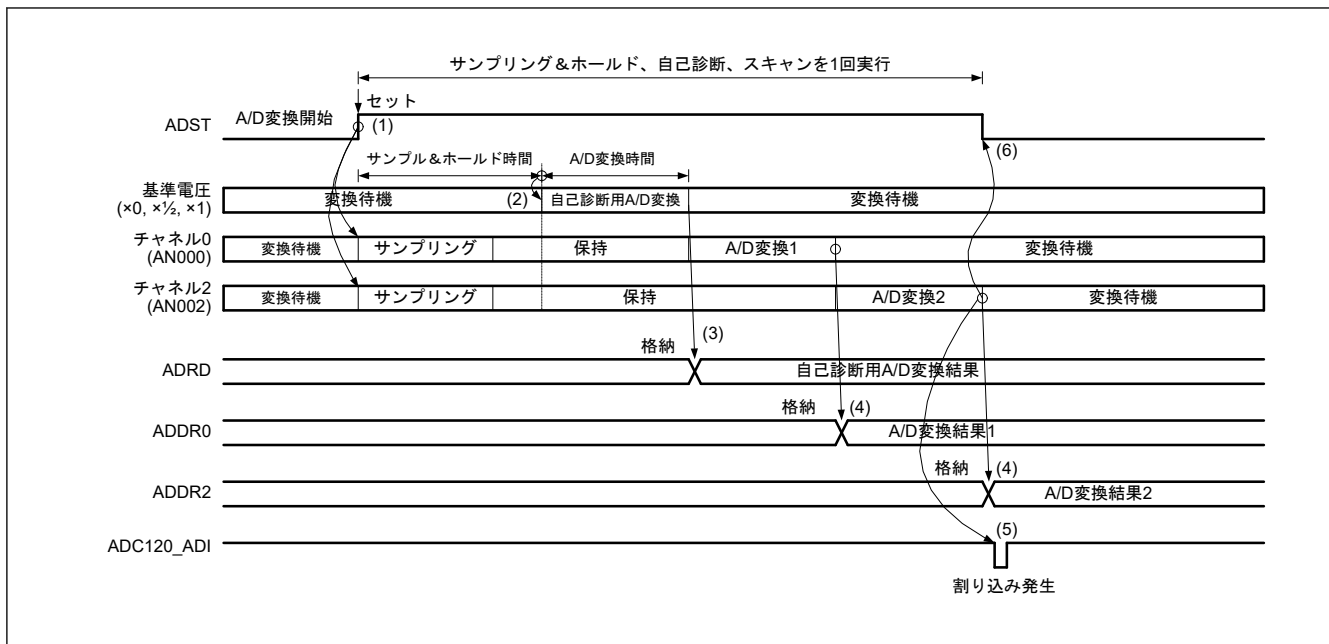 サンプリング＆ホールド、自己診断、スキャンを1回実行
セット
A/D変換開始
ADST
(1)
(6)
サンプル＆ホールド時間
A/D変換時間
基準電圧
(×0, ×½, ×1)
変換待機
(2)
自己診断用A/D変換
変換待機
チャネル0
(AN000)
変換待機
サンプリング
保持
A/D変換1
変換待機
チャネル2
(AN002)
変換待機
サンプリング
保持
A/D変換2
変換待機
格納
(3)
ADRD
自己診断用A/D変換結果
格納
(4)
ADDR0
A/D変換結果1
格納
(4)
ADDR2
A/D変換結果2
(5)
ADC120_ADI
割り込み発生